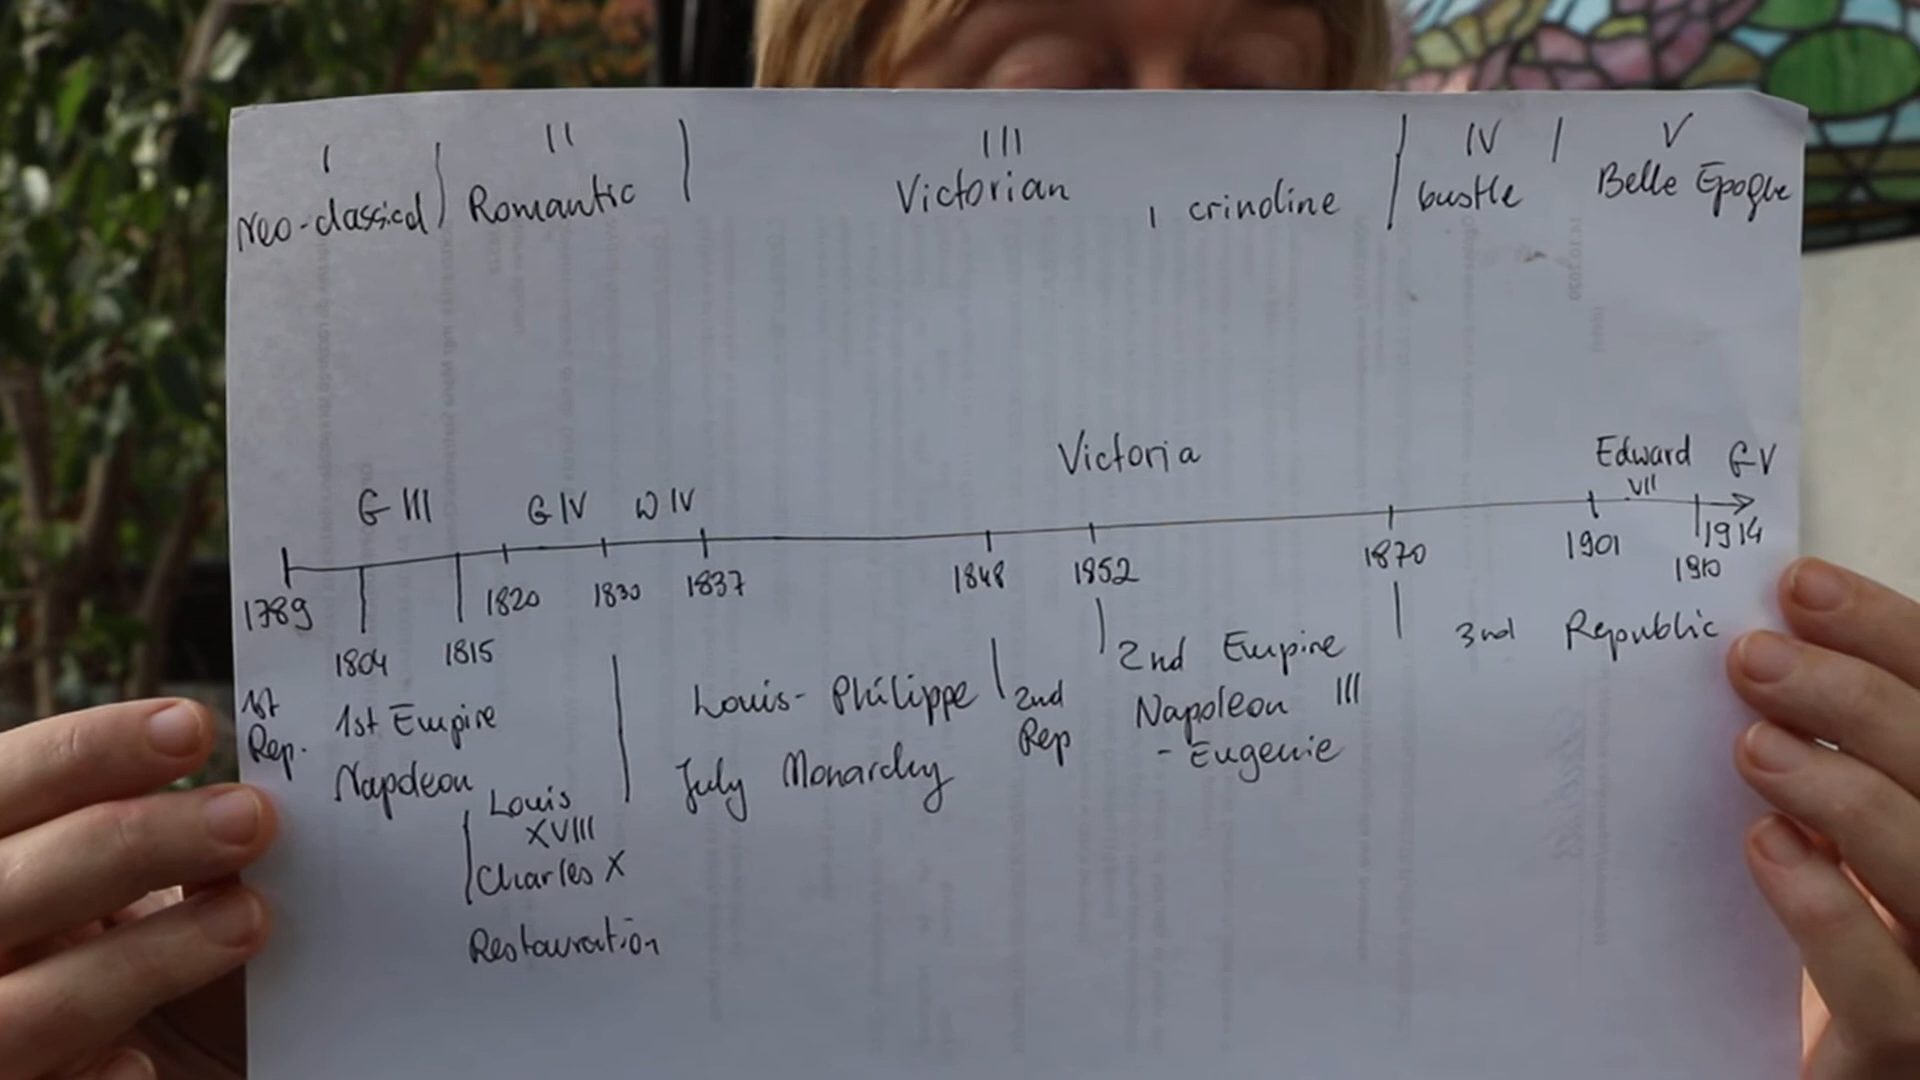 I II III IV V
Neo-classical Romantic Victorian crinoline bustle Belle Epoque
Victoria Edward VII G V
G III G IV W IV
1789 1804 1815 1820 1830 1837 1848 1852 1870 1901 1910 1914
1st Rep.
1st Empire
Napoleon
Louis XVIII
Charles X
Restauration
Louis-Philippe
July Monarchy
2nd Rep
2nd Empire
Napoleon III
- Eugenie
3nd Republic